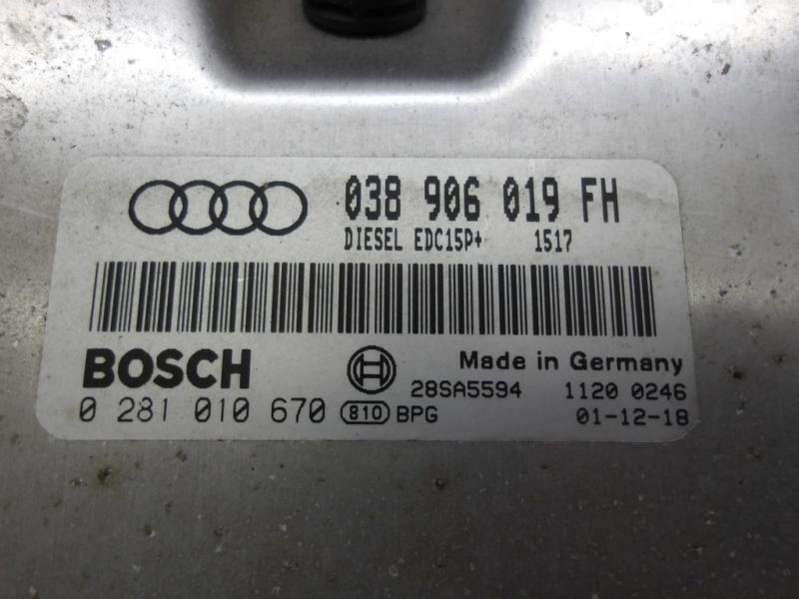 038 906 019 FH
DIESEL EDC15P+ 1517
BOSCH
Made in Germany
28SA5594 1120 0246
0 281 010 670 810 BPG 01-12-18